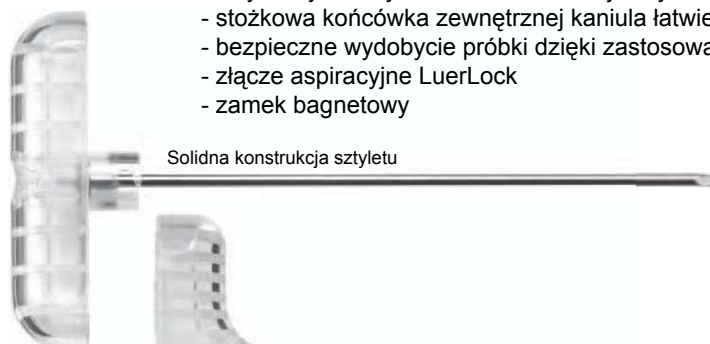 - stożkowa końcówka zewnętrznej kaniula łatwie
- bezpieczne wydobycie próbki dzięki zastosowa
- złącze aspiracyjne LuerLock
- zamek bagnetowy
Solidna konstrukcja sztyletu